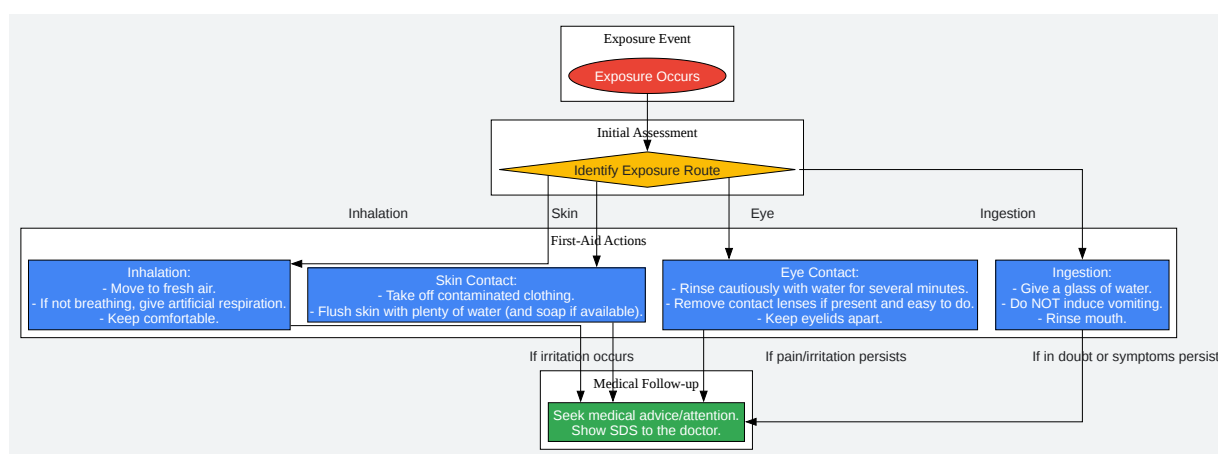 Exposure Event
Exposure Occurs
Initial Assessment
Identify Exposure Route
Inhalation
Skin
Eye
Ingestion
First-Aid Actions
Inhalation:
- Move to fresh air.
- If not breathing, give artificial respiration.
- Keep comfortable.
Skin Contact:
- Take off contaminated clothing.
- Flush skin with plenty of water (and soap if available).
Eye Contact:
- Rinse cautiously with water for several minutes.
- Remove contact lenses if present and easy to do.
- Keep eyelids apart.
Ingestion:
- Give a glass of water.
- Do NOT induce vomiting.
- Rinse mouth.
If irritation occurs
If pain/irritation persists
If in doubt or symptoms persist
Medical Follow-up
Seek medical advice/attention.
Show SDS to the doctor.